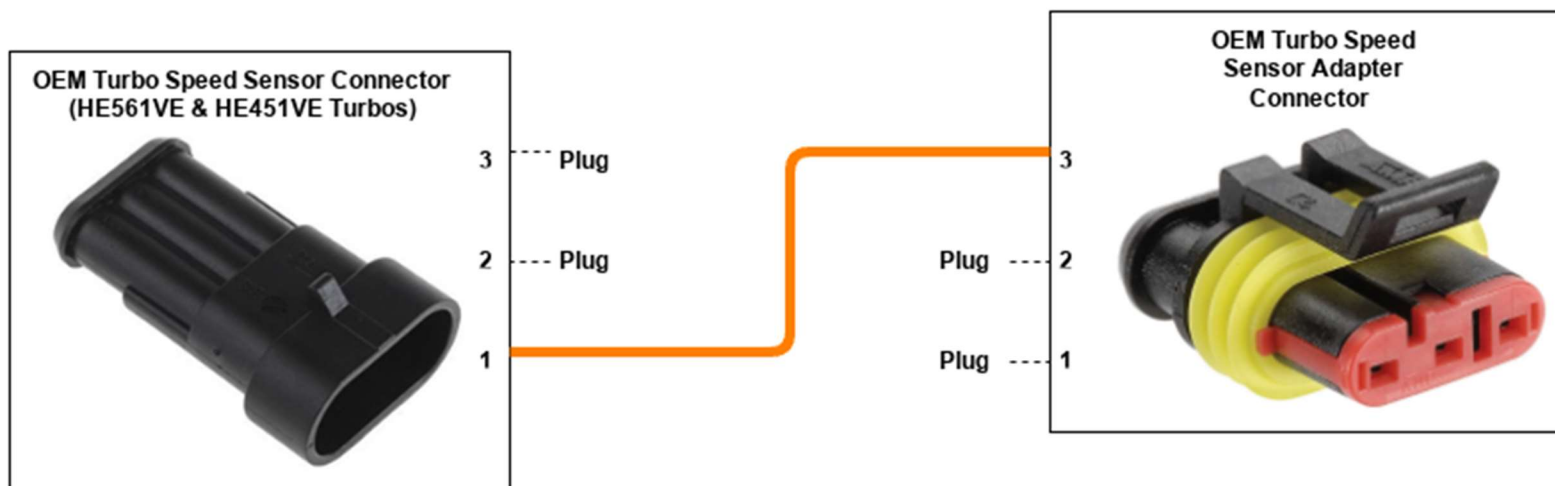 OEM Turbo Speed Sensor Connector
(HE561VE & HE451VE Turbos)
3
Plug
2
Plug
1
OEM Turbo Speed
Sensor Adapter
Connector
3
Plug
2
Plug
1